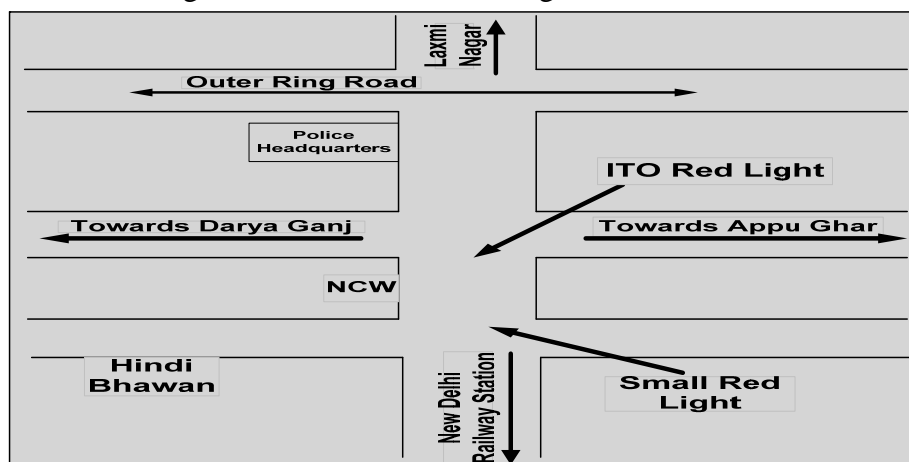 Laxmi
Nagar
Outer Ring Road
Police
Headquarters
ITO Red Light
Towards Darya Ganj
Towards Appu Ghar
NCW
Hindi
Bhawan
Small Red
Light
New Delhi
Railway Station